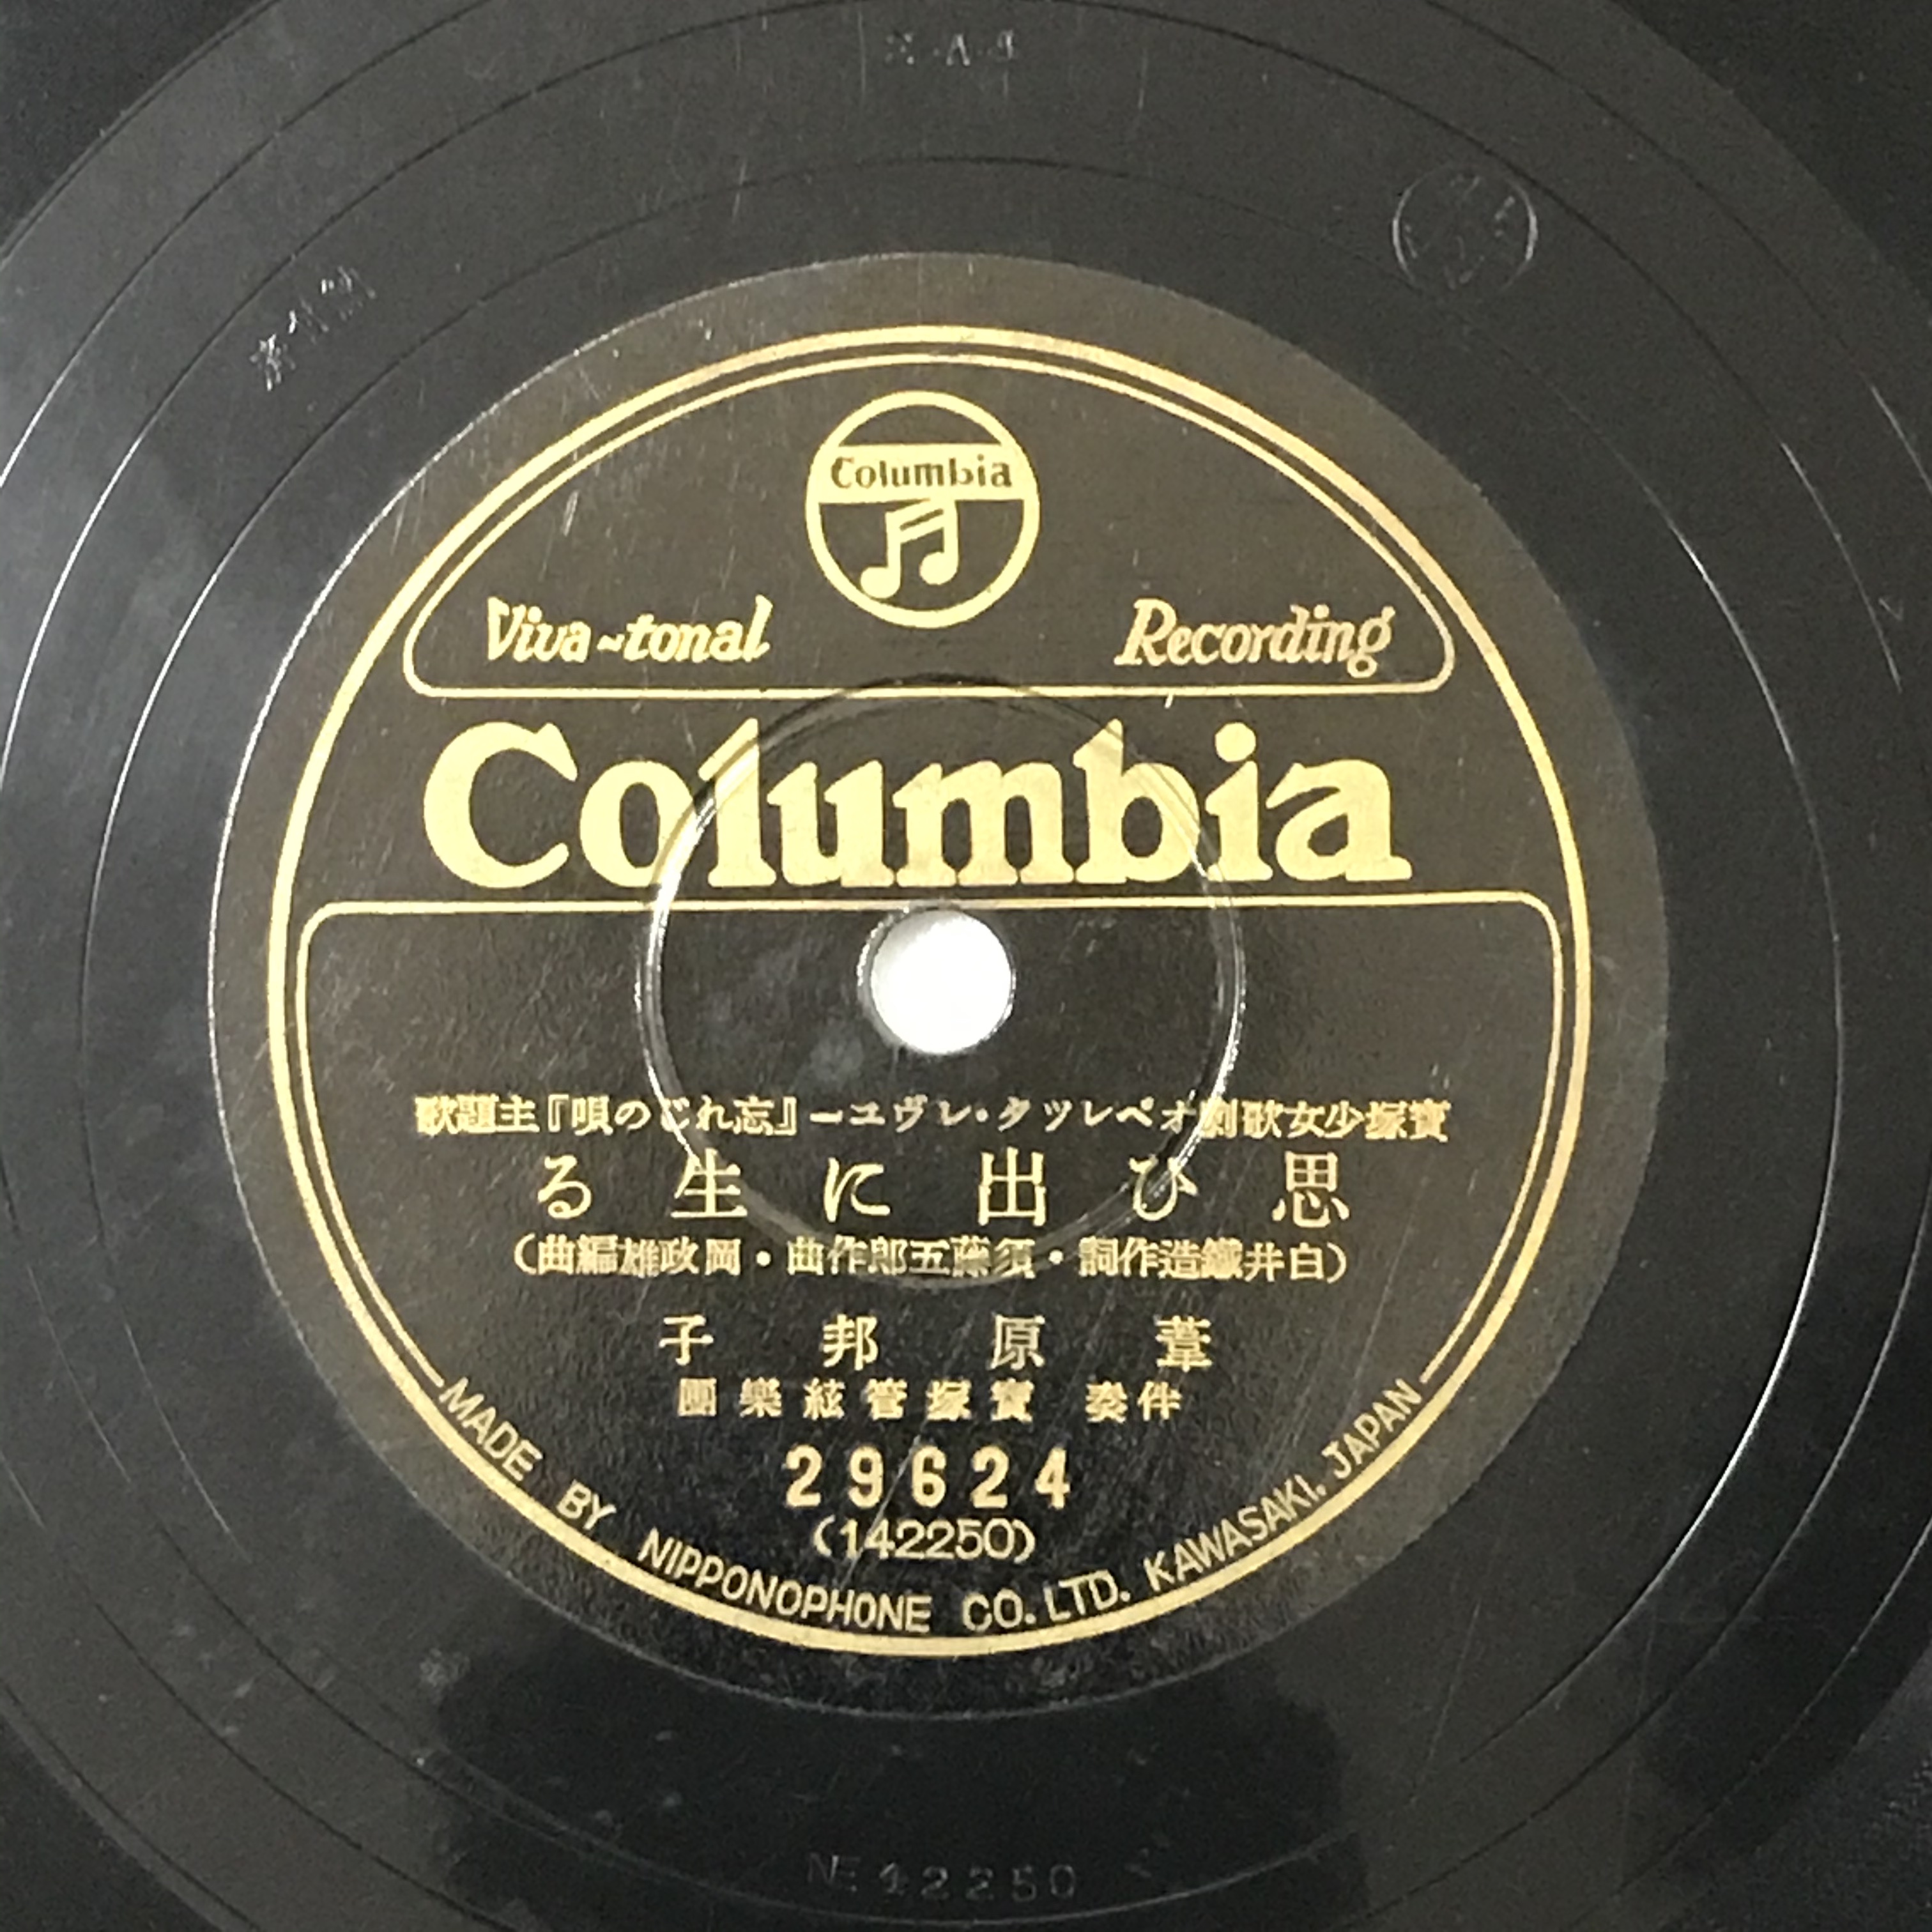 Columbia
Viva-tonal Recording
Columbia
寶塚少女歌劇オペレツタ・レヴユー『忘れじの唄』主題歌
思ひ出に生る
(白井鐵造作詞・須藤五郎作曲・岡政雄編曲)
葦原邦子
伴奏 寶塚管絃樂團
29624
(142250)
MADE BY NIPPONOPHONE CO. LTD. KAWASAKI, JAPAN
NE42250